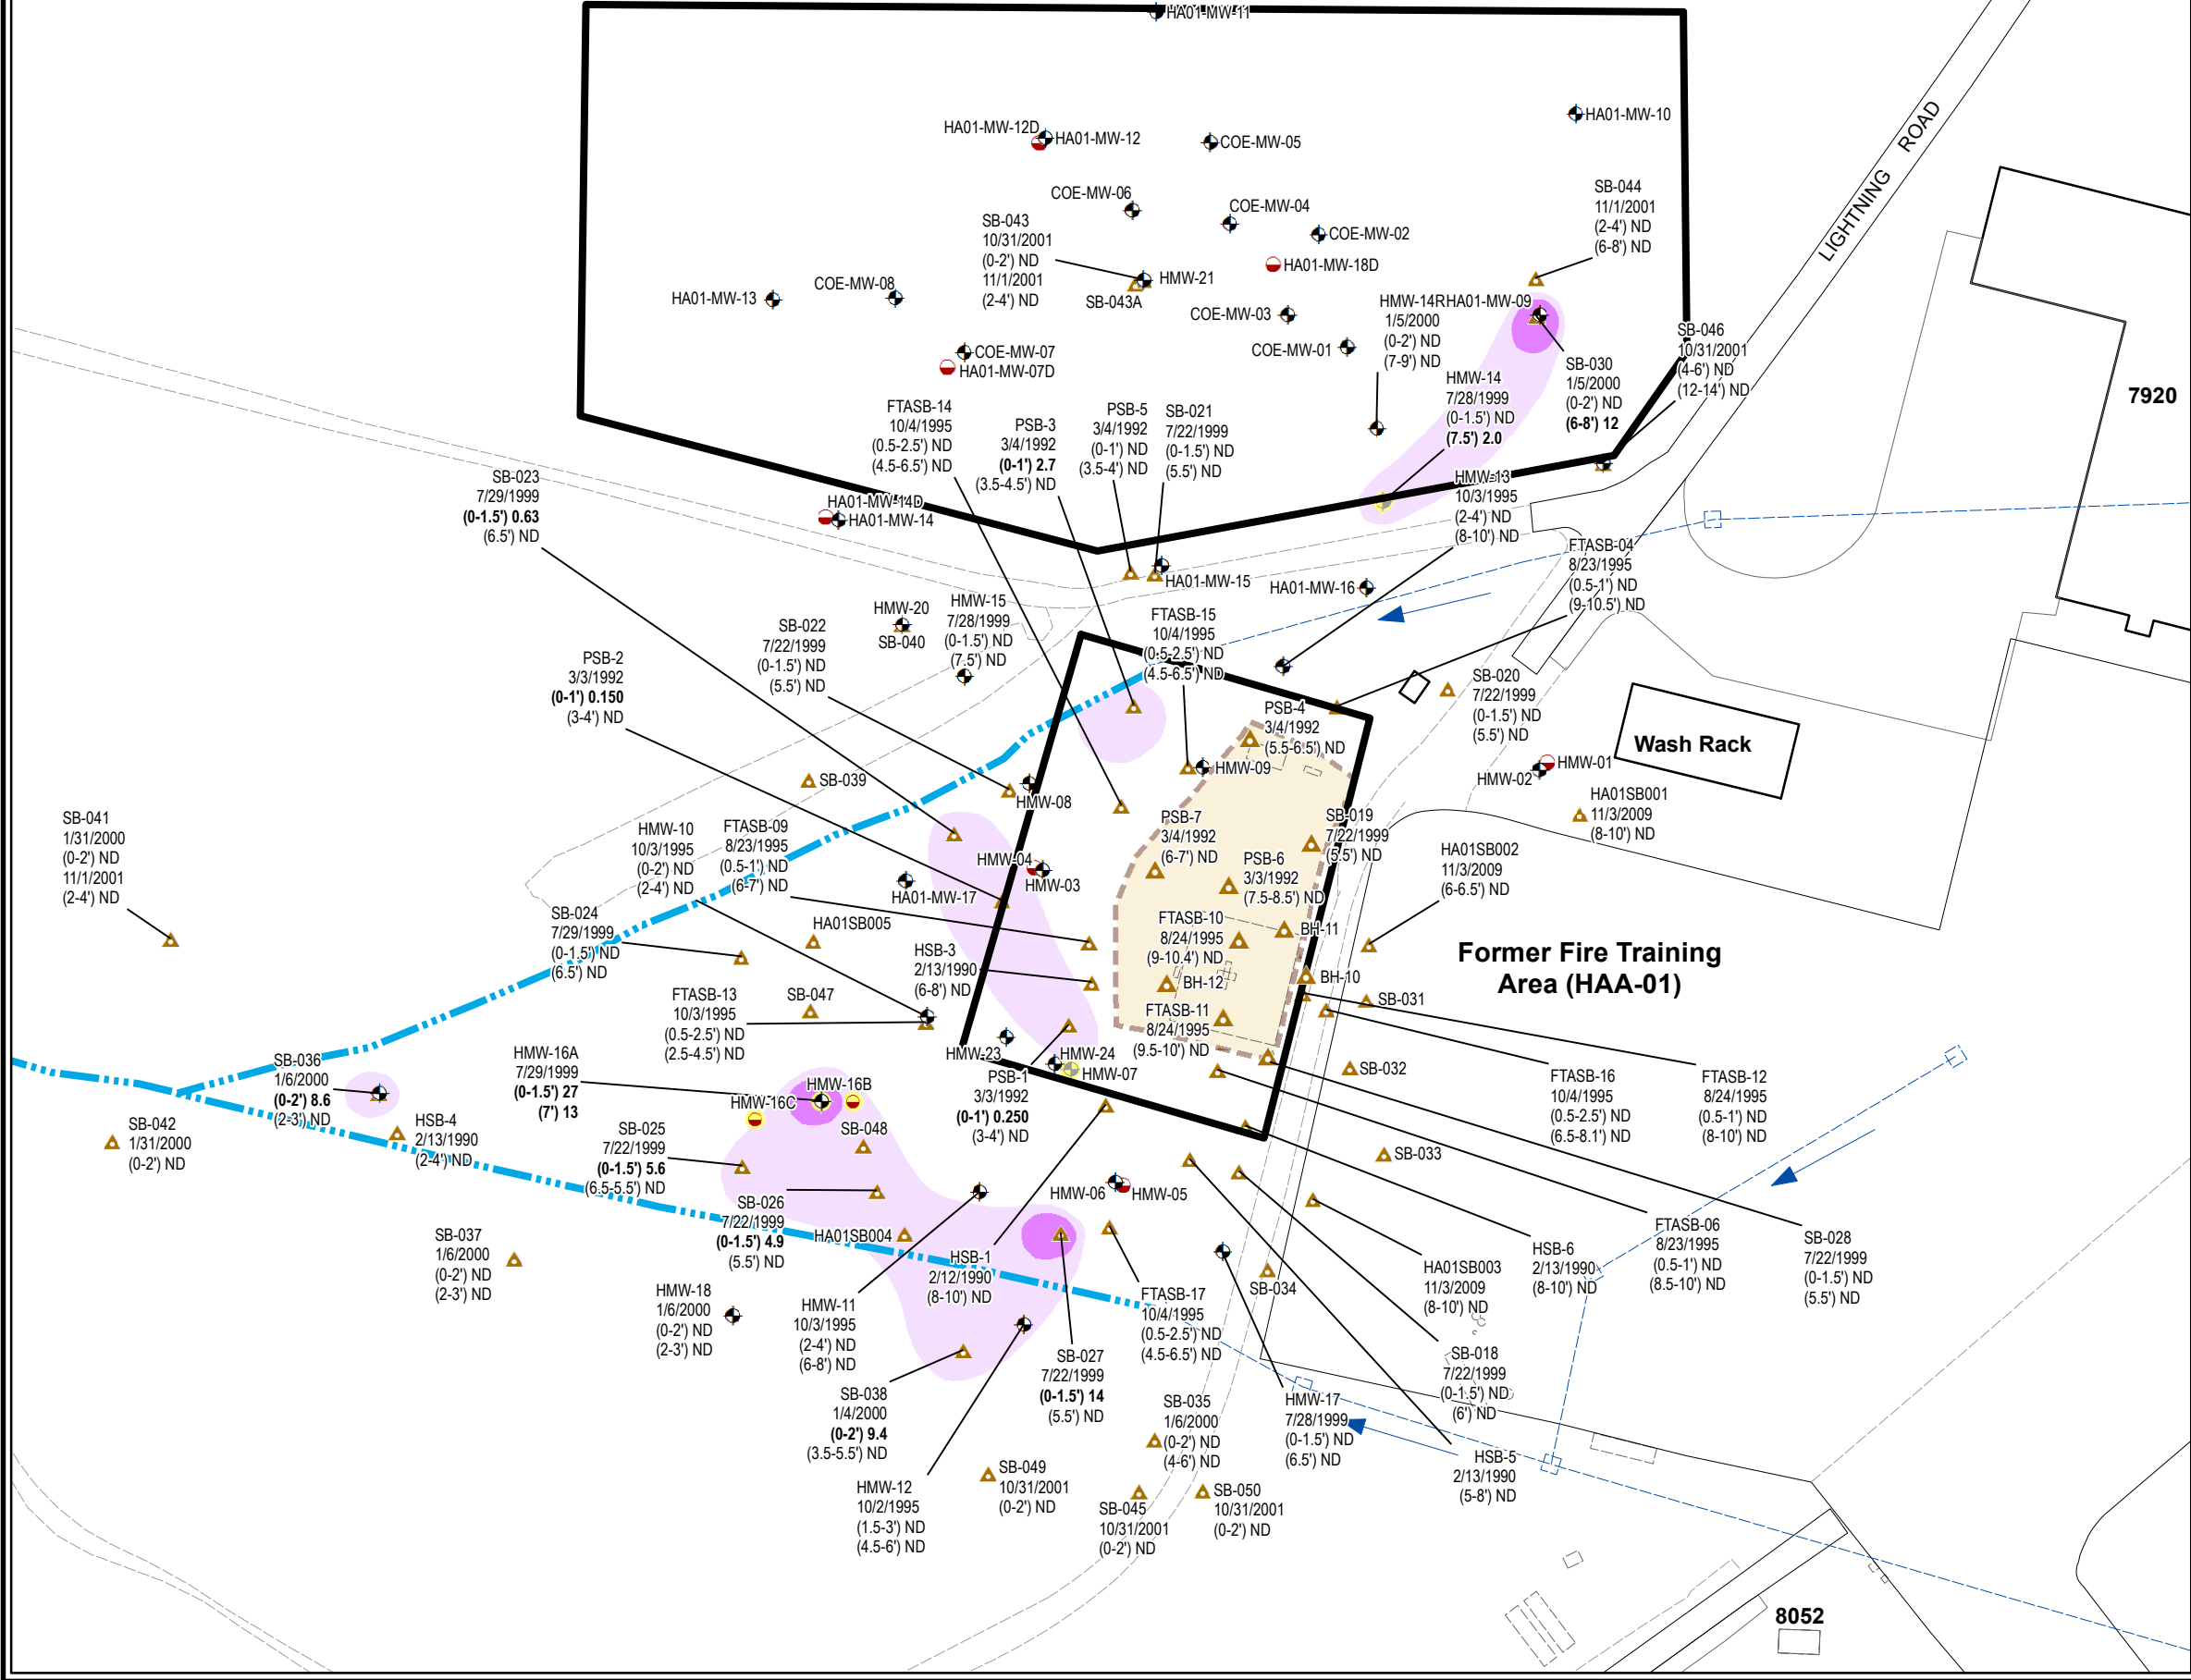 HA01-MW-11
HA01-MW-10
HA01-MW-12D
HA01-MW-12
COE-MW-05
LIGHTNING ROAD
COE-MW-06
COE-MW-04
COE-MW-02
SB-044
11/1/2001
(2-4') ND
(6-8') ND
SB-043
10/31/2001
(0-2') ND
11/1/2001
(2-4') ND
HMW-21
SB-043A
HA01-MW-18D
HA01-MW-13
COE-MW-08
COE-MW-03
COE-MW-01
HMW-14R
1/5/2000
(0-2') ND
(7-9') ND
HA01-MW-09
SB-046
10/31/2001
(4-6') ND
(12-14') ND
SB-030
1/5/2000
(0-2') ND
(6-8') 12
7920
COE-MW-07
HA01-MW-07D
HMW-14
7/28/1999
(0-1.5') ND
(7.5') 2.0
FTASB-14
10/4/1995
(0.5-2.5') ND
(4.5-6.5') ND
PSB-3
3/4/1992
(0-1') 2.7
(3.5-4.5') ND
PSB-5
3/4/1992
(0-1') ND
(3.5-4') ND
SB-021
7/22/1999
(0-1.5') ND
(5.5') ND
SB-023
7/29/1999
(0-1.5') 0.63
(6.5') ND
HA01-MW-14D
HA01-MW-14
HMW-13
10/3/1995
(2-4') ND
(8-10') ND
FTASB-04
8/23/1995
(0.5-1') ND
(9-10.5') ND
HA01-MW-15
HA01-MW-16
HMW-20
SB-040
HMW-15
7/28/1999
(0-1.5') ND
(7.5') ND
FTASB-15
10/4/1995
(0.5-2.5') ND
(4.5-6.5') ND
SB-022
7/22/1999
(0-1.5') ND
(5.5') ND
PSB-2
3/3/1992
(0-1') 0.150
(3-4') ND
SB-020
7/22/1999
(0-1.5') ND
(5.5') ND
Wash Rack
PSB-4
3/4/1992
(5.5-6.5') ND
HMW-09
HMW-01
HMW-02
HA01SB001
11/3/2009
(8-10') ND
SB-039
HMW-08
SB-041
1/31/2000
(0-2') ND
11/1/2001
(2-4') ND
HMW-10
10/3/1995
(0-2') ND
(2-4') ND
FTASB-09
8/23/1995
(0.5-1') ND
(6-7') ND
PSB-7
3/4/1992
(6-7') ND
SB-019
7/22/1999
(5.5') ND
HMW-04
HMW-03
HA01-MW-17
PSB-6
3/3/1992
(7.5-8.5') ND
HA01SB002
11/3/2009
(6-6.5') ND
SB-024
7/29/1999
(0-1.5') ND
(6.5') ND
HA01SB005
HSB-3
2/13/1990
(6-8') ND
FTASB-10
8/24/1995
(9-10.4') ND
BH-11
Former Fire Training
Area (HAA-01)
BH-10
BH-12
SB-031
FTASB-13
10/3/1995
(0.5-2.5') ND
(2.5-4.5') ND
SB-047
FTASB-11
8/24/1995
(9.5-10') ND
HMW-23
HMW-24
HMW-07
SB-036
1/6/2000
(0-2') 8.6
(2-3') ND
HMW-16A
7/29/1999
(0-1.5') 27
(7') 13
HMW-16B
HMW-16C
PSB-1
3/3/1992
(0-1') 0.250
(3-4') ND
SB-032
FTASB-16
10/4/1995
(0.5-2.5') ND
(6.5-8.1') ND
FTASB-12
8/24/1995
(0.5-1') ND
(8-10') ND
SB-042
1/31/2000
(0-2') ND
HSB-4
2/13/1990
(2-4') ND
SB-025
7/22/1999
(0-1.5') 5.6
(6.5-5.5') ND
SB-048
SB-033
HMW-06
HMW-05
SB-026
7/22/1999
(0-1.5') 4.9
(5.5') ND
HA01SB004
SB-037
1/6/2000
(0-2') ND
(2-3') ND
HSB-1
2/12/1990
(8-10') ND
FTASB-06
8/23/1995
(0.5-1') ND
(8.5-10') ND
SB-028
7/22/1999
(0-1.5') ND
(5.5') ND
HSB-6
2/13/1990
(8-10') ND
HA01SB003
11/3/2009
(8-10') ND
HMW-18
1/6/2000
(0-2') ND
(2-3') ND
HMW-11
10/3/1995
(2-4') ND
(6-8') ND
FTASB-17
10/4/1995
(0.5-2.5') ND
(4.5-6.5') ND
SB-034
SB-027
7/22/1999
(0-1.5') 14
(5.5') ND
SB-018
7/22/1999
(0-1.5') ND
(6') ND
SB-038
1/4/2000
(0-2') 9.4
(3.5-5.5') ND
SB-035
1/6/2000
(0-2') ND
(4-6') ND
HMW-17
7/28/1999
(0-1.5') ND
(6.5') ND
HSB-5
2/13/1990
(5-8') ND
HMW-12
10/2/1995
(1.5-3') ND
(4.5-6') ND
SB-049
10/31/2001
(0-2') ND
SB-045
10/31/2001
(0-2') ND
SB-050
10/31/2001
(0-2') ND
8052